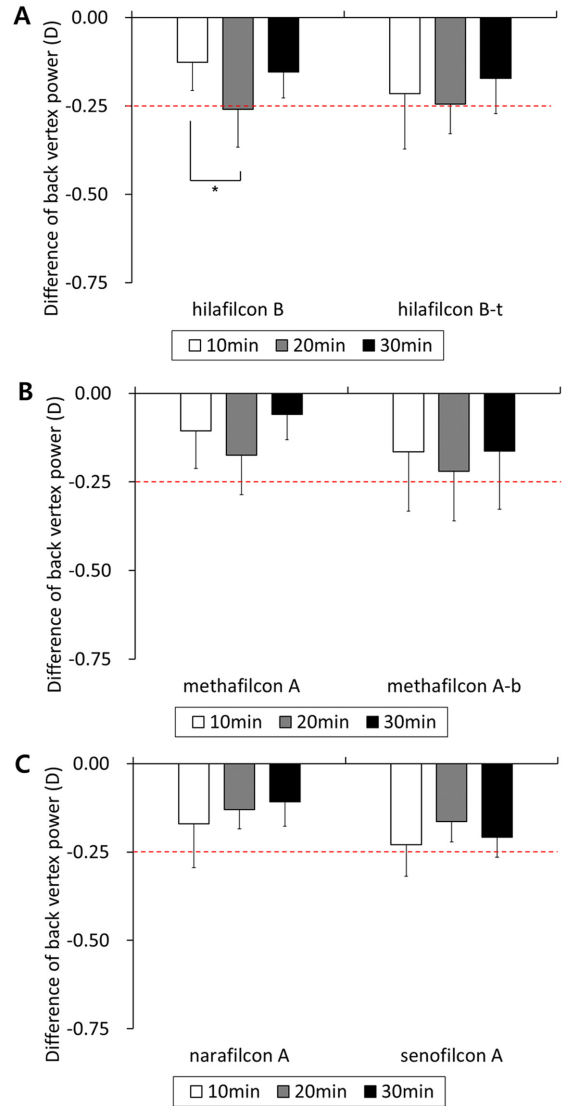 A
Difference of back vertex power (D)
0.00
-0.25
-0.50
-0.75
*
hilafilcon B hilafilcon B-t
10min 20min 30min
B
Difference of back vertex power (D)
0.00
-0.25
-0.50
-0.75
methafilcon A methafilcon A-b
10min 20min 30min
C
Difference of back vertex power (D)
0.00
-0.25
-0.50
-0.75
narafilcon A senofilcon A
10min 20min 30min